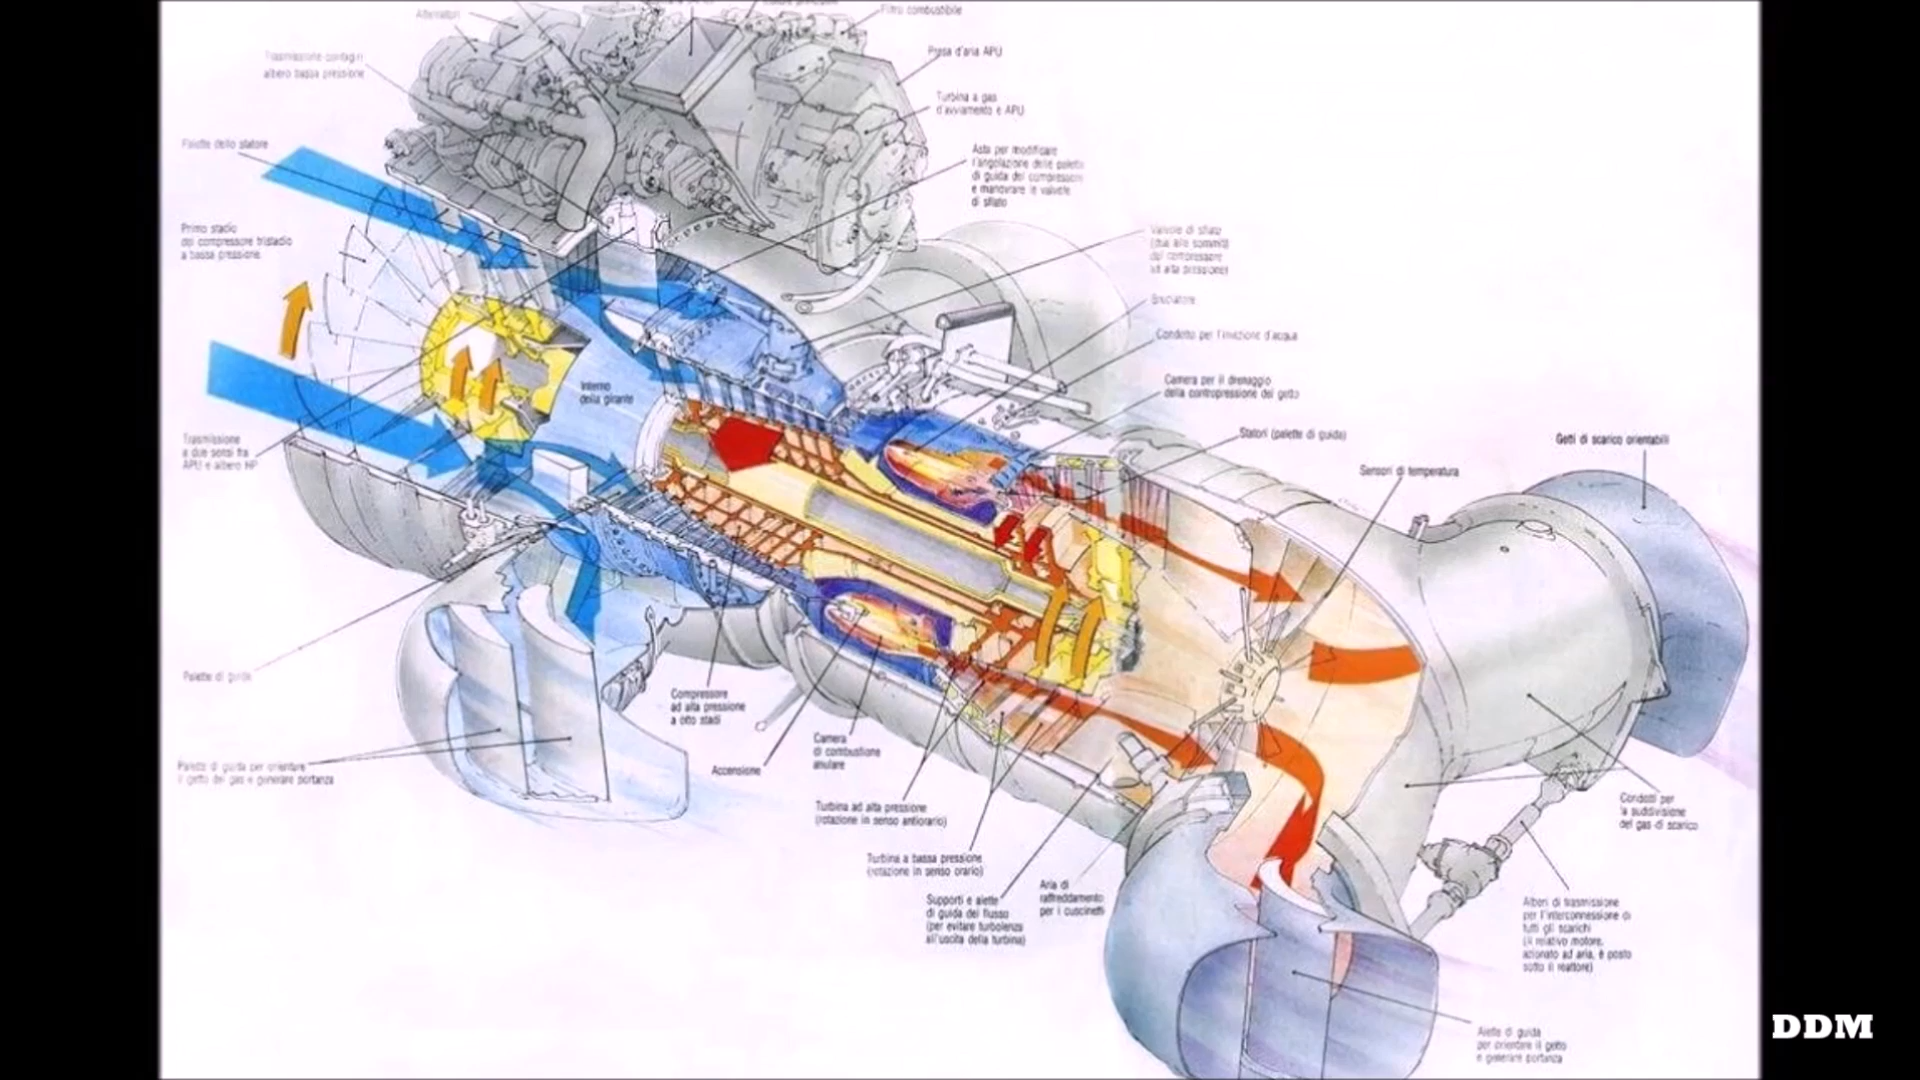 Alternatori
Filtro combustibile
Trasmissione contagiri
albero bassa pressione
Presa d'aria APU
Turbina a gas
d'avviamento e APU
Palette dello statore
Asta per modificare
l'angolazione delle palette
di guida del compressore
e manovrare le valvole
di sfiato
Primo stadio
del compressore tristadio
a bassa pressione.
Valvole di sfiato
(due alla sommità
del compressore
ad alta pressione)
Bruciatore
Condotto per l'iniezione d'acqua
Interno
della girante
Camera per il drenaggio
della contropressione del getto
Statori (palette di guida)
Trasmissione
a due sensi fra
APU e albero HP
Getti di scarico orientabili
Sensori di temperatura
Palette di guida
Compressore
ad alta pressione
a otto stadi
Camera
di combustione
anulare
Accensione
Palette di guida per orientare
il getto del gas e generare portanza
Turbina ad alta pressione
(rotazione in senso antiorario)
Condotti per
la suddivisione
del gas di scarico
Turbina a bassa pressione
(rotazione in senso orario)
Supporti e alette
di guida del flusso
(per evitare turbolenza
all'uscita della turbina)
Aria di
raffreddamento
per i cuscinetti
Alberi di trasmissione
per l'interconnessione di
tutti gli scarichi
(il relativo motore,
azionato ad aria, è posto
sotto il reattore)
Alette di guida
per orientare il getto
e generare portanza
DDM